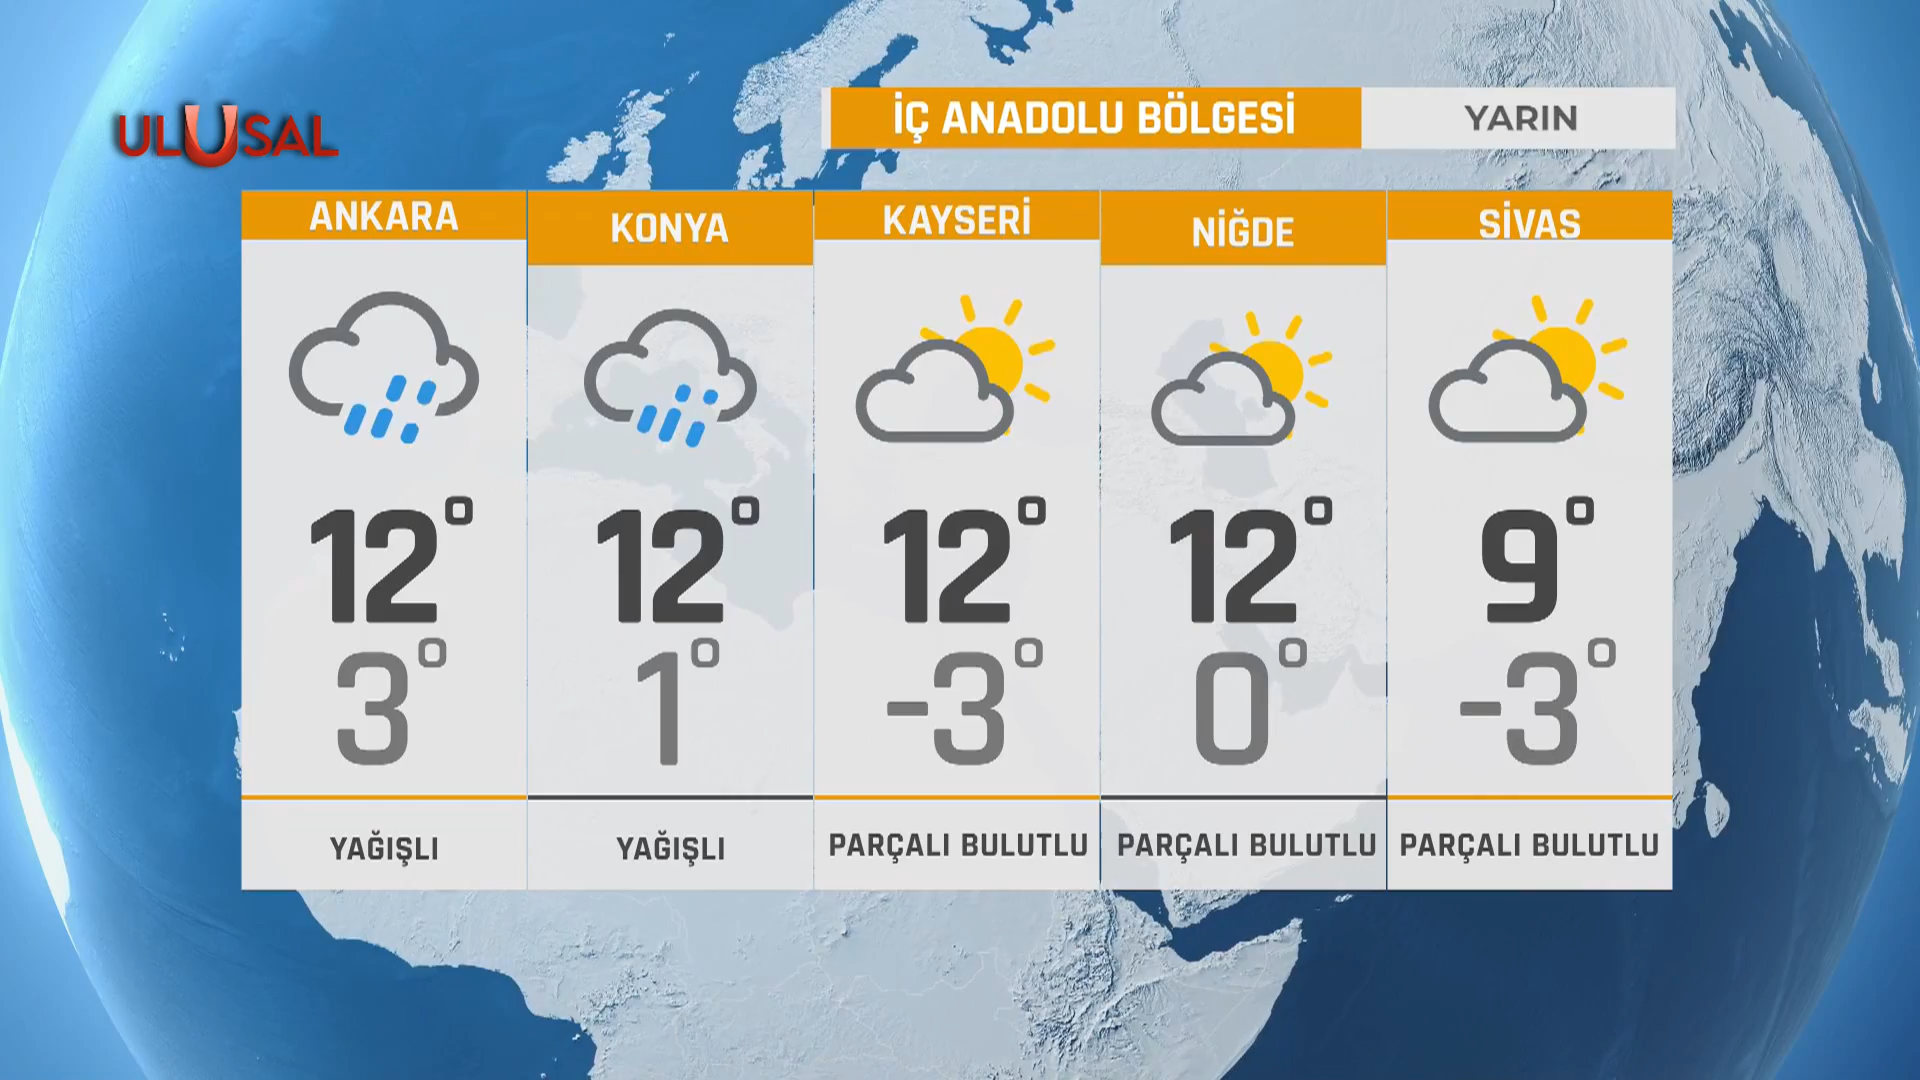 ULUSAL
İÇ ANADOLU BÖLGESİ YARIN
ANKARA KONYA KAYSERİ NİĞDE SİVAS
12° 12° 12° 12° 9°
3° 1° -3° 0° -3°
YAĞIŞLI YAĞIŞLI PARÇALI BULUTLU PARÇALI BULUTLU PARÇALI BULUTLU